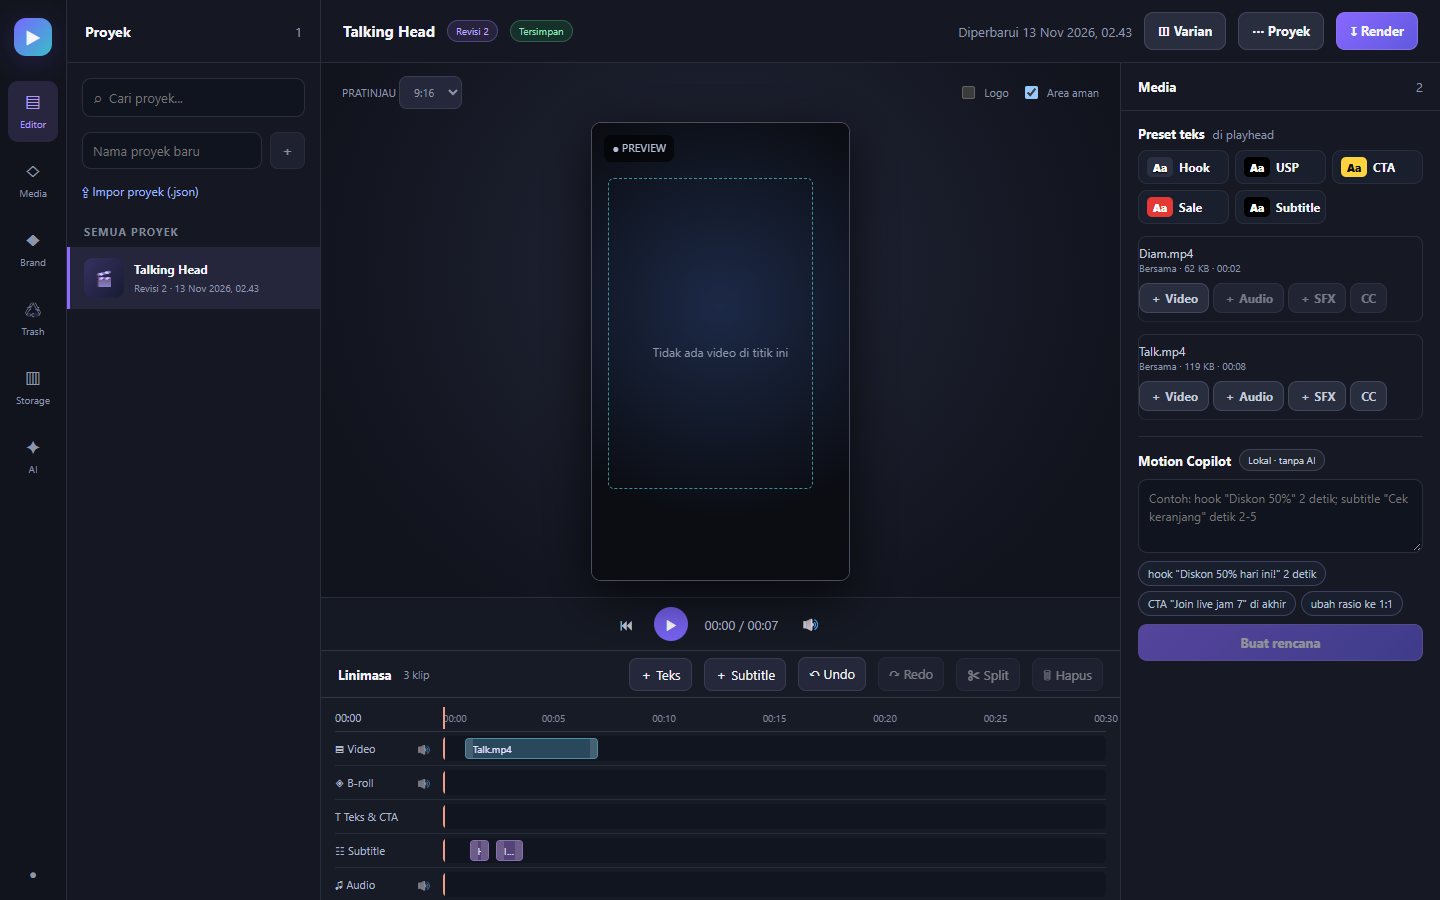 Editor
Media
Brand
Trash
Storage
AI
Proyek 1
Cari proyek...
Nama proyek baru
+
Impor proyek (.json)
SEMUA PROYEK
Talking Head
Revisi 2 · 13 Nov 2026, 02.43
Talking Head Revisi 2 Tersimpan
Diperbarui 13 Nov 2026, 02.43 Varian ··· Proyek Render
PRATINJAU 9:16 Logo Area aman
● PREVIEW
Tidak ada video di titik ini
00:00 / 00:07
Linimasa 3 klip + Teks + Subtitle Undo Redo Split Hapus
00:00 00:00 00:05 00:10 00:15 00:20 00:25 00:30
Video Talk.mp4
B-roll
T Teks & CTA
Subtitle I...
Audio
Media 2
Preset teks di playhead
Aa Hook Aa USP Aa CTA
Aa Sale Aa Subtitle
Diam.mp4
Bersama · 62 KB · 00:02
+ Video + Audio + SFX CC
Talk.mp4
Bersama · 119 KB · 00:08
+ Video + Audio + SFX CC
Motion Copilot Lokal · tanpa AI
Contoh: hook "Diskon 50%" 2 detik; subtitle "Cek
keranjang" detik 2-5
hook "Diskon 50% hari ini!" 2 detik
CTA "Join live jam 7" di akhir ubah rasio ke 1:1
Buat rencana